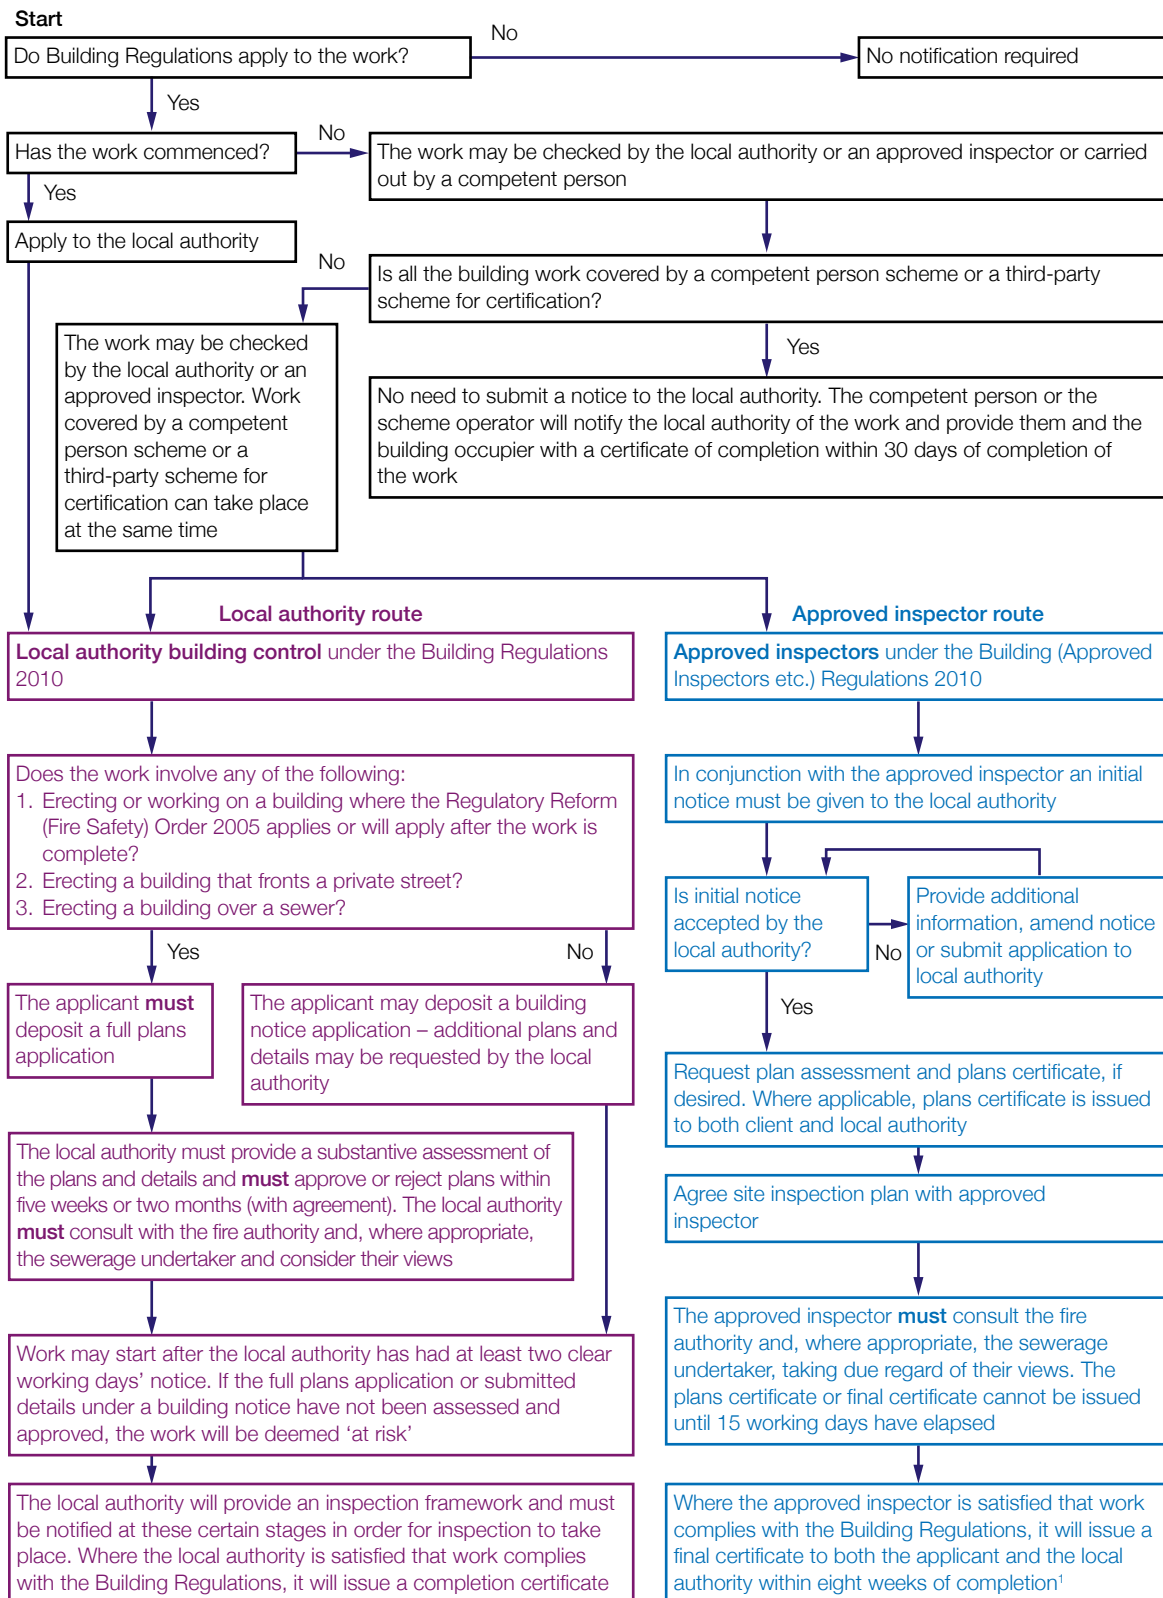 Start
Do Building Regulations apply to the work?
No
No notification required
Yes
Has the work commenced?
No
The work may be checked by the local authority or an approved inspector or carried
out by a competent person
Yes
Apply to the local authority
No
Is all the building work covered by a competent person scheme or a third-party
scheme for certification?
The work may be checked
by the local authority or an
approved inspector. Work
covered by a competent
person scheme or a
third-party scheme for
certification can take place
at the same time
Yes
No need to submit a notice to the local authority. The competent person or the
scheme operator will notify the local authority of the work and provide them and the
building occupier with a certificate of completion within 30 days of completion of
the work
Local authority route
Local authority building control under the Building Regulations
2010
Does the work involve any of the following:
1. Erecting or working on a building where the Regulatory Reform
(Fire Safety) Order 2005 applies or will apply after the work is
complete?
2. Erecting a building that fronts a private street?
3. Erecting a building over a sewer?
Yes
No
The applicant must
deposit a full plans
application
The applicant may deposit a building
notice application – additional plans and
details may be requested by the local
authority
The local authority must provide a substantive assessment of
the plans and details and must approve or reject plans within
five weeks or two months (with agreement). The local authority
must consult with the fire authority and, where appropriate,
the sewerage undertaker and consider their views
Work may start after the local authority has had at least two clear
working days’ notice. If the full plans application or submitted
details under a building notice have not been assessed and
approved, the work will be deemed ‘at risk’
The local authority will provide an inspection framework and must
be notified at these certain stages in order for inspection to take
place. Where the local authority is satisfied that work complies
with the Building Regulations, it will issue a completion certificate
Approved inspector route
Approved inspectors under the Building (Approved
Inspectors etc.) Regulations 2010
In conjunction with the approved inspector an initial
notice must be given to the local authority
Is initial notice
accepted by the
local authority?
No
Provide additional
information, amend notice
or submit application to
local authority
Yes
Request plan assessment and plans certificate, if
desired. Where applicable, plans certificate is issued
to both client and local authority
Agree site inspection plan with approved
inspector
The approved inspector must consult the fire
authority and, where appropriate, the sewerage
undertaker, taking due regard of their views. The
plans certificate or final certificate cannot be issued
until 15 working days have elapsed
Where the approved inspector is satisfied that work
complies with the Building Regulations, it will issue a
final certificate to both the applicant and the local
authority within eight weeks of completion¹